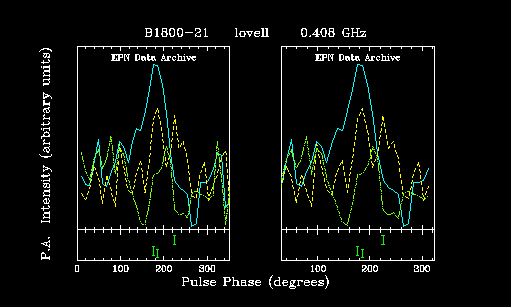 B1800-21 lovell 0.408 GHz
EPN Data Archive EPN Data Archive
P.A. Intensity (arbitrary units)
0 100 200 300 100 200 300
Pulse Phase (degrees)